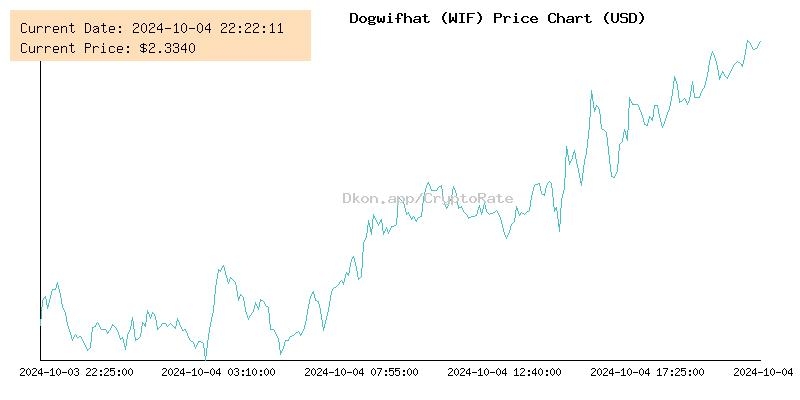 Dogwifhat (WIF) Price Chart (USD)
Current Date: 2024-10-04 22:22:11
Current Price: $2.3340
Dkon.app/CryptoRate
2024-10-03 22:25:00 2024-10-04 03:10:00 2024-10-04 07:55:00 2024-10-04 12:40:00 2024-10-04 17:25:00 2024-10-04